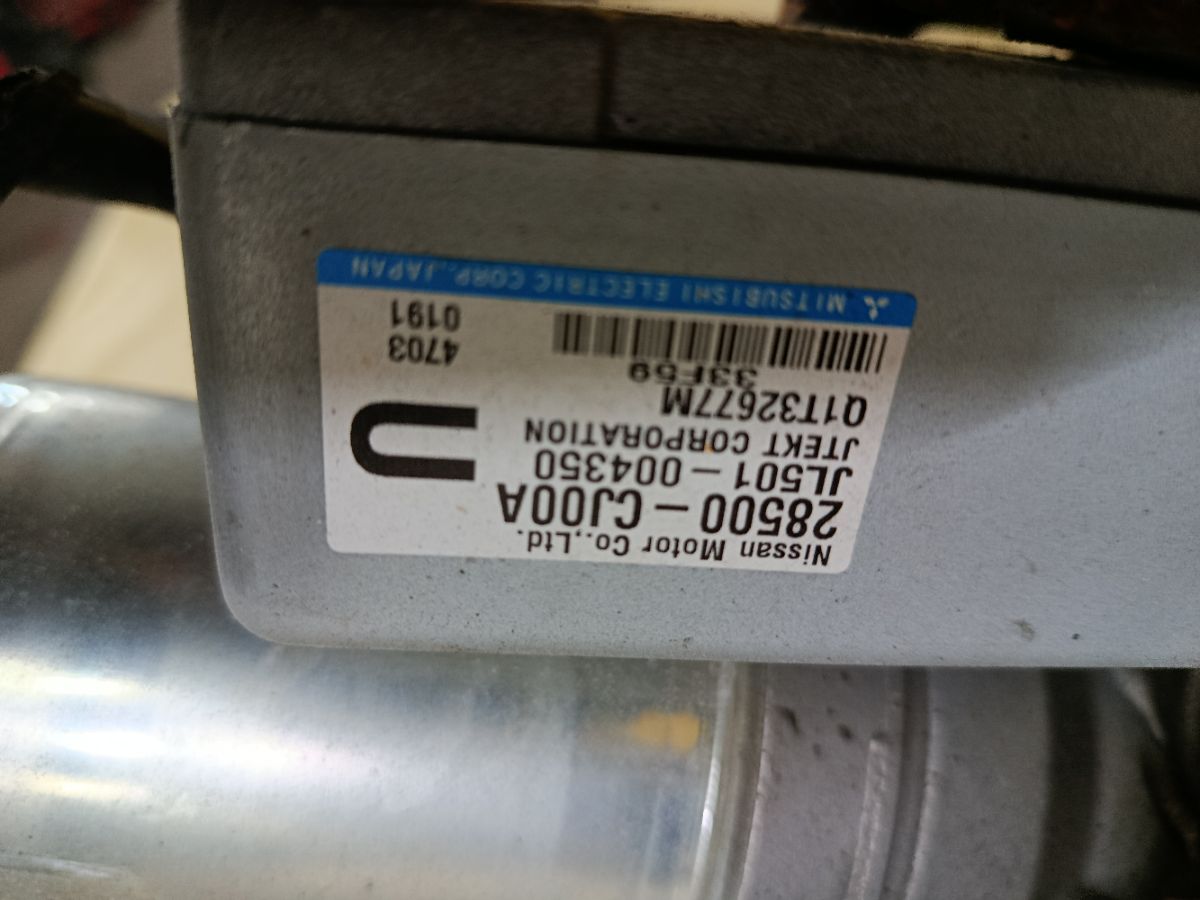 Nissan Motor Co.,Ltd.
28500-CJ00A
JL501-004350
JTEKT CORPORATION
U
Q1T32677M
33F59
4703
0191
MITSUBISHI ELECTRIC CORP.,JAPAN